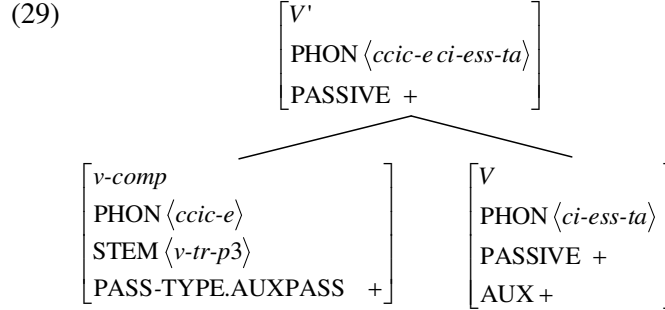 (29)
V'
PHON ⟨ccic-e ci-ess-ta⟩
PASSIVE +
v-comp
PHON ⟨ccic-e⟩
STEM ⟨v-tr-p3⟩
PASS-TYPE.AUXPASS +
V
PHON ⟨ci-ess-ta⟩
PASSIVE +
AUX +